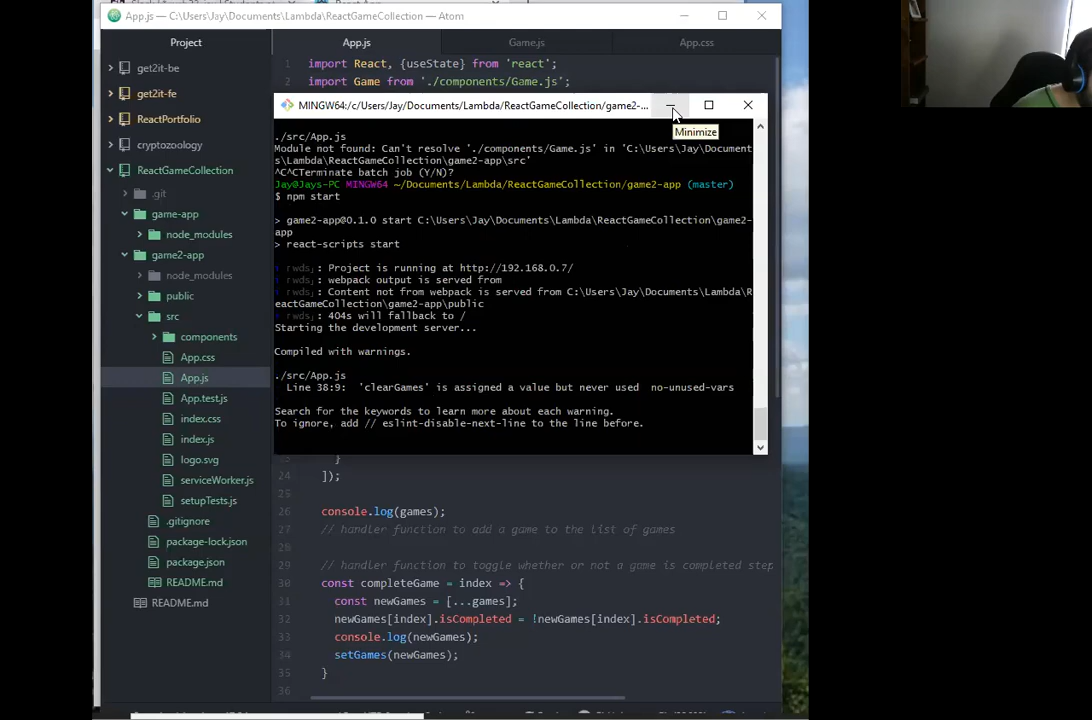 App.js — C:\Users\Jay\Documents\Lambda\ReactGameCollection — Atom
Project
App.js
Game.js
App.css
get2it-be
get2it-fe
ReactPortfolio
cryptozoology
ReactGameCollection
.git
game-app
node_modules
game2-app
node_modules
public
src
components
App.css
App.js
App.test.js
index.css
index.js
logo.svg
serviceWorker.js
setupTests.js
.gitignore
package-lock.json
package.json
README.md
README.md
1 import React, {useState} from 'react';
2 import Game from './components/Game.js';
MINGW64:/c/Users/Jay/Documents/Lambda/ReactGameCollection/game2-...
Minimize
./src/App.js
Module not found: Can't resolve './components/Game.js' in 'C:\Users\Jay\Document
s\Lambda\ReactGameCollection\game2-app\src'
^C^CTerminate batch job (Y/N)?
Jay@Jays-PC MINGW64 ~/Documents/Lambda/ReactGameCollection/game2-app (master)
$ npm start
> game2-app@0.1.0 start C:\Users\Jay\Documents\Lambda\ReactGameCollection\game2-
app
> react-scripts start
: Project is running at http://192.168.0.7/
: webpack output is served from
: Content not from webpack is served from C:\Users\Jay\Documents\Lambda\R
eactGameCollection\game2-app\public
: 404s will fallback to /
Starting the development server...
Compiled with warnings.
./src/App.js
Line 38:9: 'clearGames' is assigned a value but never used no-unused-vars
Search for the keywords to learn more about each warning.
To ignore, add // eslint-disable-next-line to the line before.
}
24 ]);
25
26 console.log(games);
27 // handler function to add a game to the list of games
28
29 // handler function to toggle whether or not a game is completed step
30 const completeGame = index => {
31 const newGames = [...games];
32 newGames[index].isCompleted = !newGames[index].isCompleted;
33 console.log(newGames);
34 setGames(newGames);
35 }
36